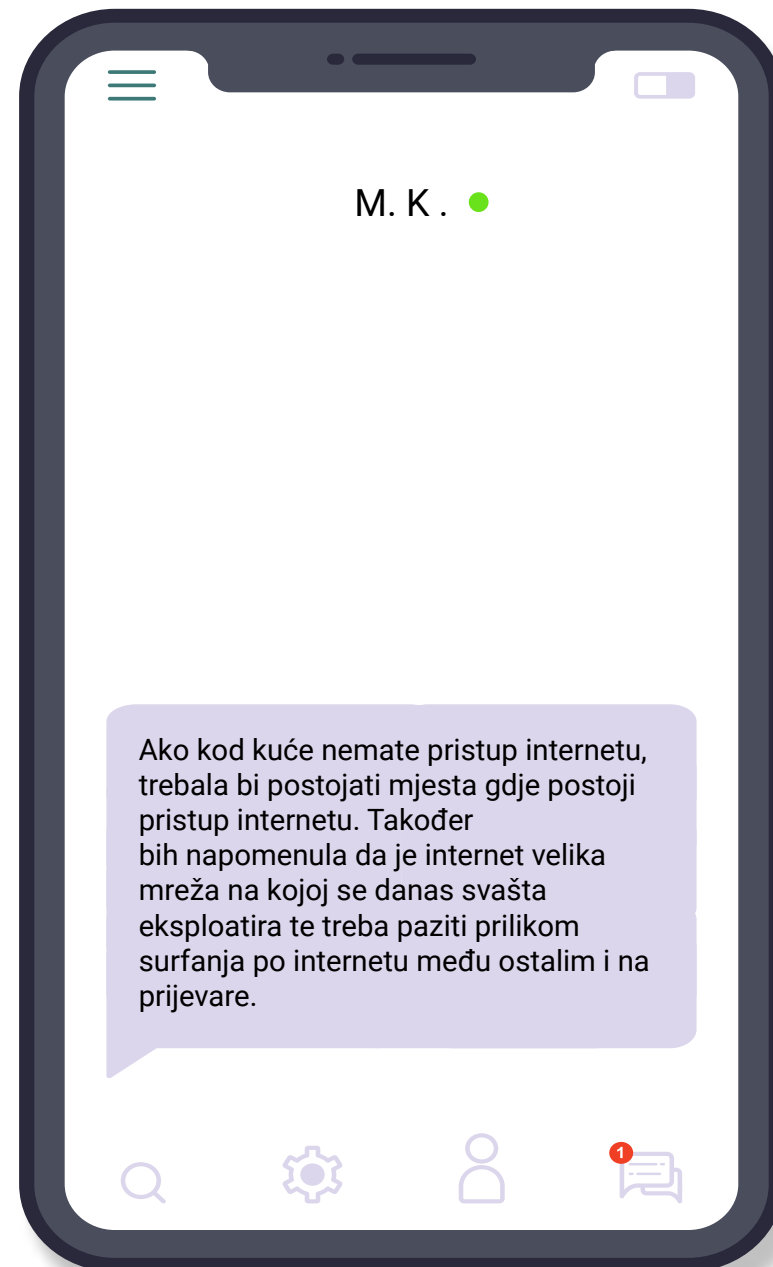 M. K .
Ako kod kuće nemate pristup internetu,
trebala bi postojati mjesta gdje postoji
pristup internetu. Također
bih napomenula da je internet velika
mreža na kojoj se danas svašta
eksploatira te treba paziti prilikom
surfanja po internetu među ostalim i na
prijevare.
1